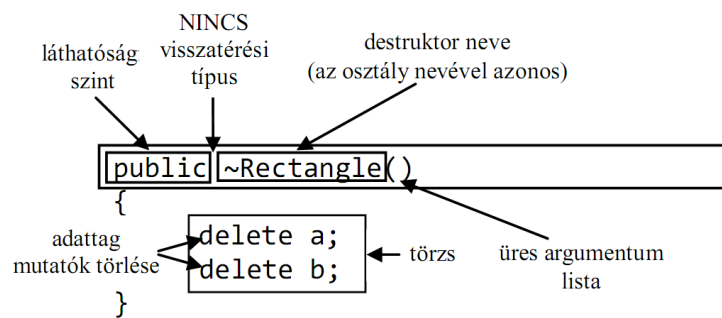 NINCS
visszatérési
típus
láthatóság
szint
destruktor neve
(az osztály nevével azonos)
public ~Rectangle()
{
adattag
mutatók törlése
delete a;
delete b;
törzs
üres argumentum
lista
}